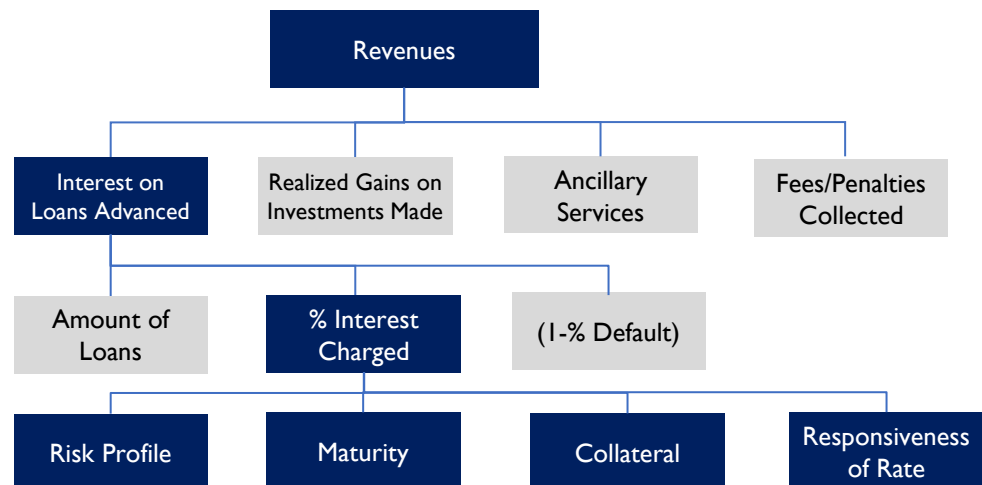 Revenues
Interest on
Loans Advanced
Realized Gains on
Investments Made
Ancillary
Services
Fees/Penalties
Collected
Amount of
Loans
% Interest
Charged
(1-% Default)
Risk Profile
Maturity
Collateral
Responsiveness
of Rate